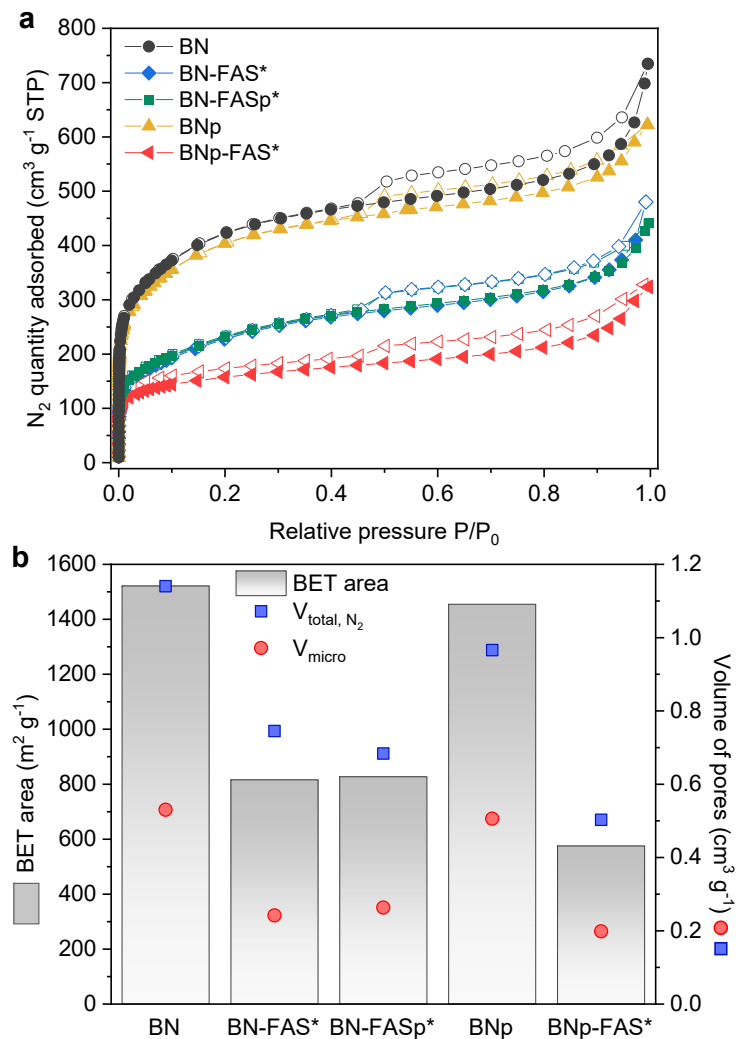 a
800
700
600
500
400
300
200
100
0
N₂ quantity adsorbed (cm³ g⁻¹ STP)
BN
BN-FAS*
BN-FASp*
BNp
BNp-FAS*
0.0 0.2 0.4 0.6 0.8 1.0
Relative pressure P/P₀
b
1600
1400
1200
1000
800
600
400
200
0
BET area (m² g⁻¹)
BET area
Vtotal, N₂
Vmicro
1.2
1.0
0.8
0.6
0.4
0.2
0.0
Volume of pores (cm³ g⁻¹)
BN BN-FAS* BN-FASp* BNp BNp-FAS*